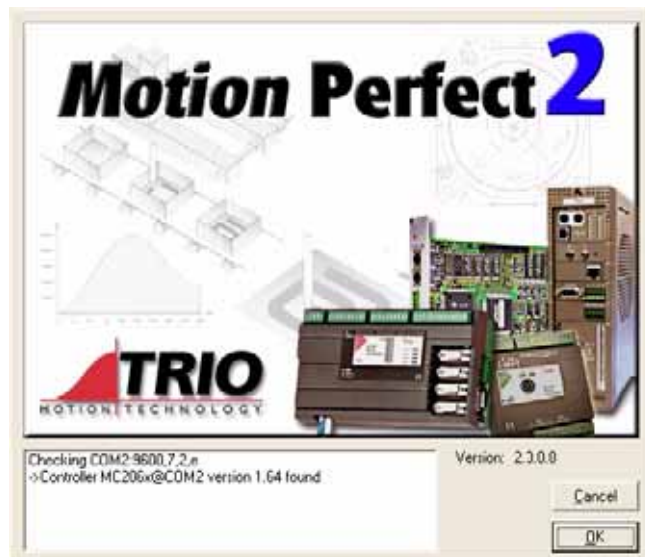 Motion Perfect 2
TRIO
MOTION TECHNOLOGY
Checking COM2:9600,7,2,e
->Controller MC206x@COM2 version 1.64 found
Version: 2.3.0.8
Cancel
OK